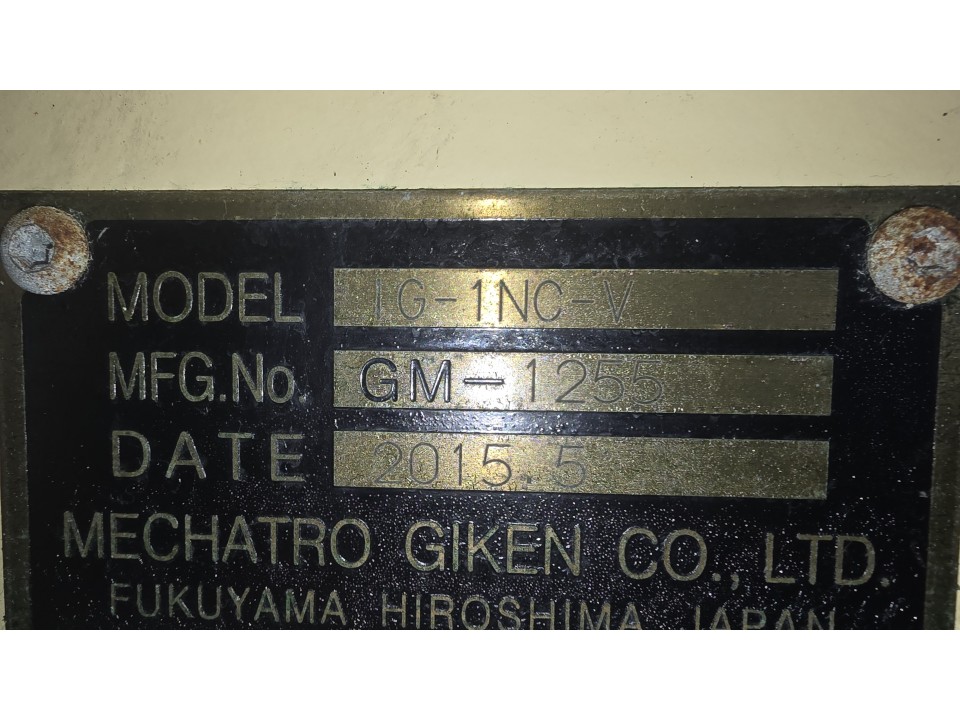 MODEL IG-1NC-V
MFG.No. GM-1255
DATE 2015.5
MECHATRO GIKEN CO., LTD.
FUKUYAMA HIROSHIMA JAPAN